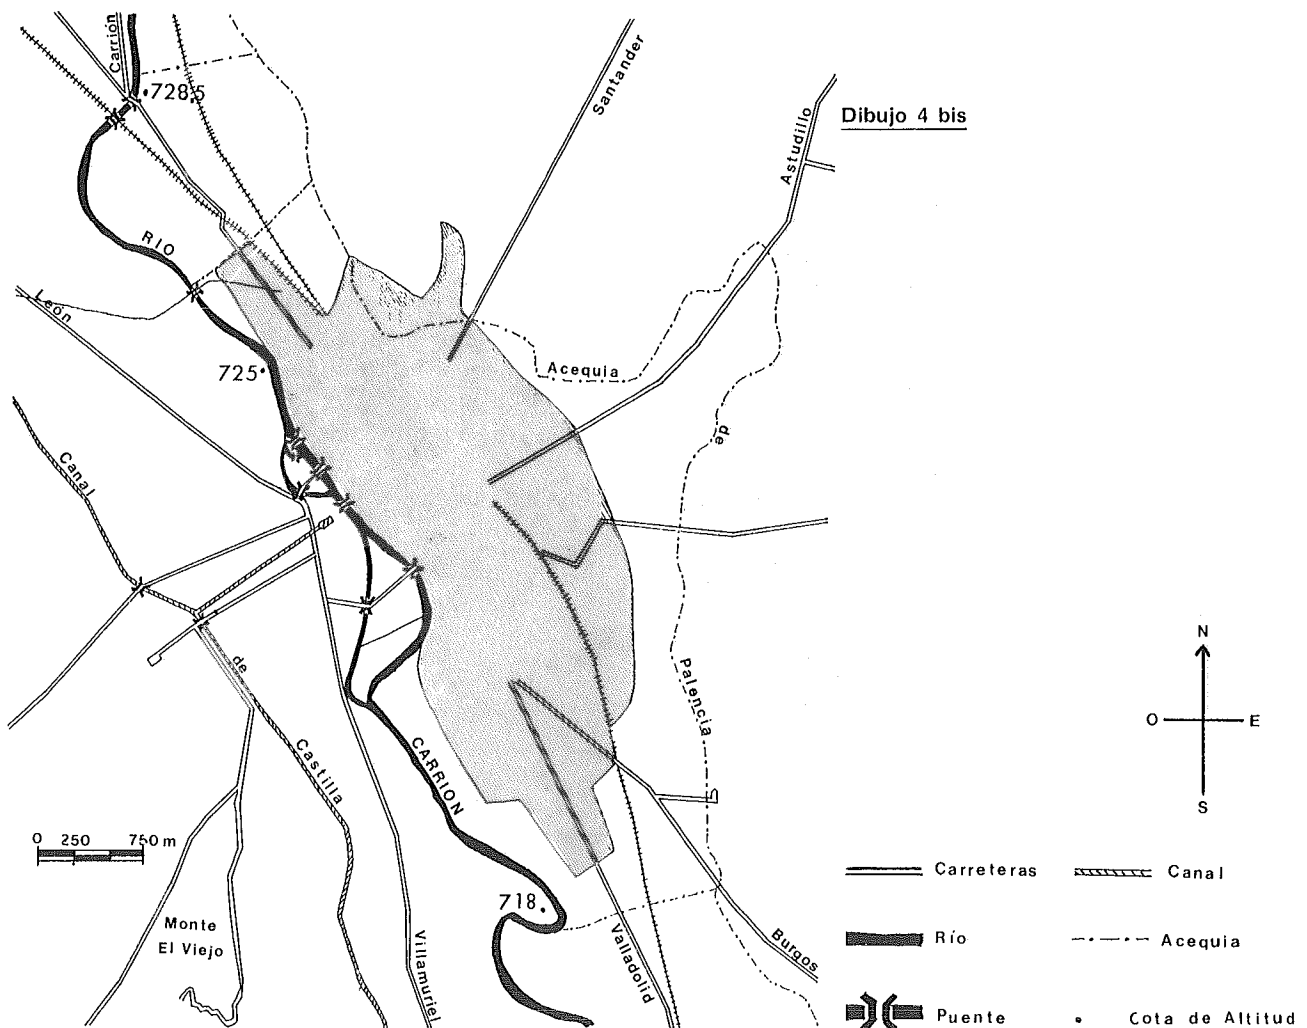 Carrión
728,5
Santander
Dibujo 4 bis
Astudillo
RIO
León
725
Acequia
de
Canal
de
Palencia
Castilla
CARRION
0 250 750 m
718
Monte
El Viejo
Villamuriel
Valladolid
Burgos
N
O E
S
Carreteras Canal
Río Acequia
Puente Cota de Altitud